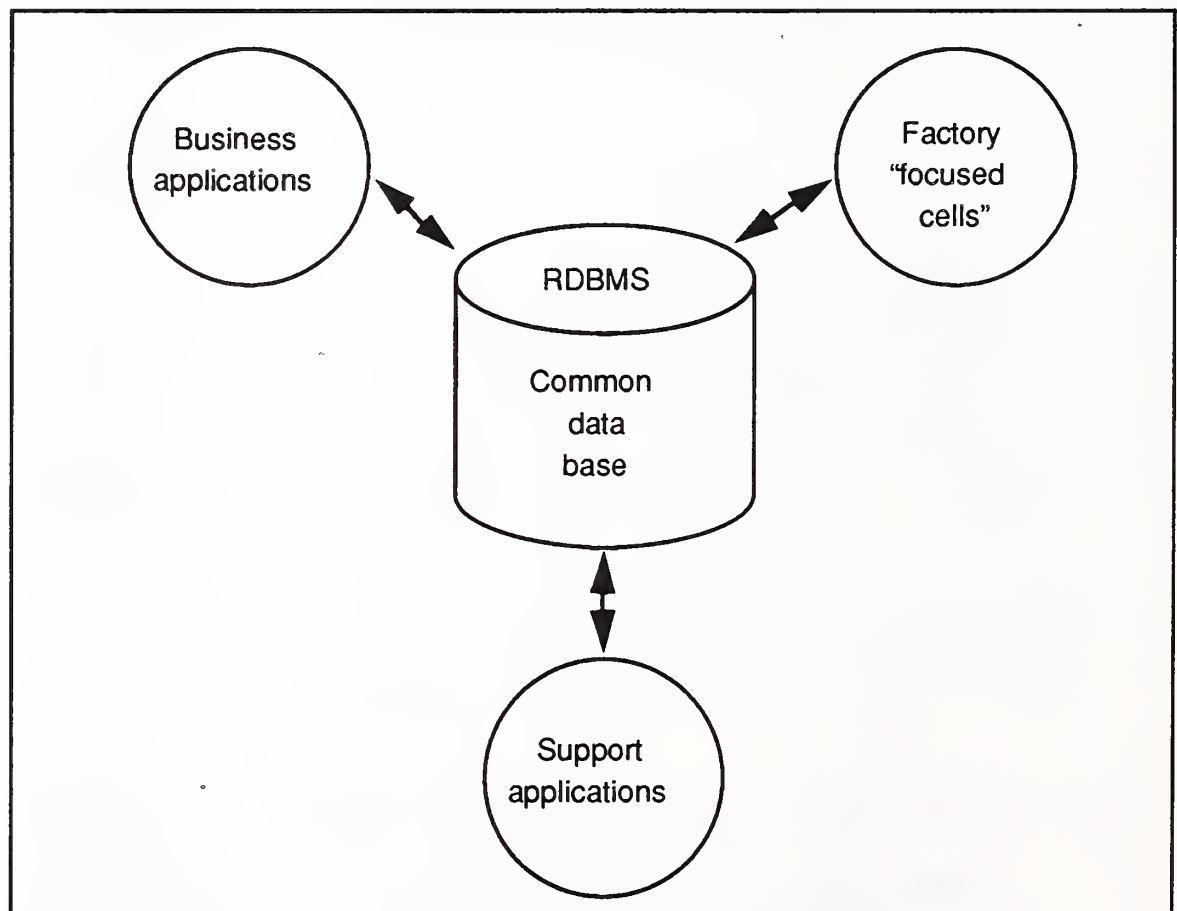 Business
applications
Factory
“focused
cells”
RDBMS
Common
data
base
Support
applications